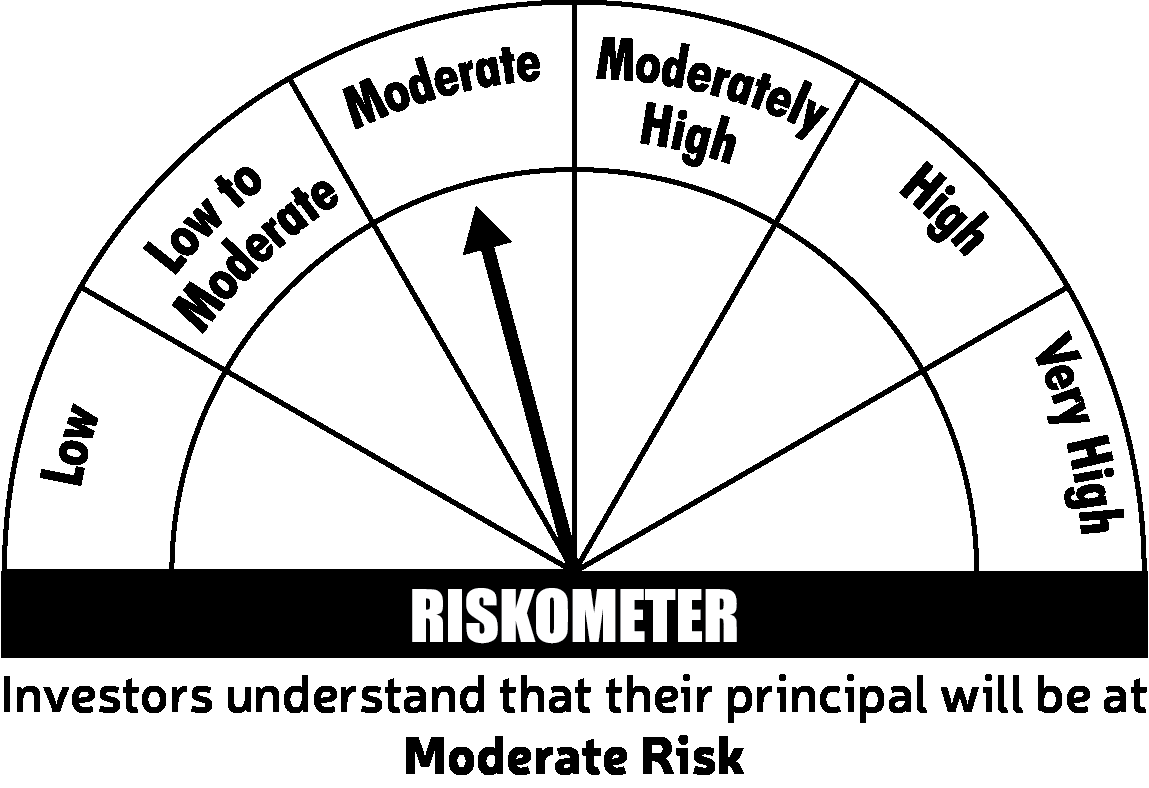 Low
Low to
Moderate
Moderate
Moderately
High
High
Very High
RISKOMETER
Investors understand that their principal will be at
Moderate Risk